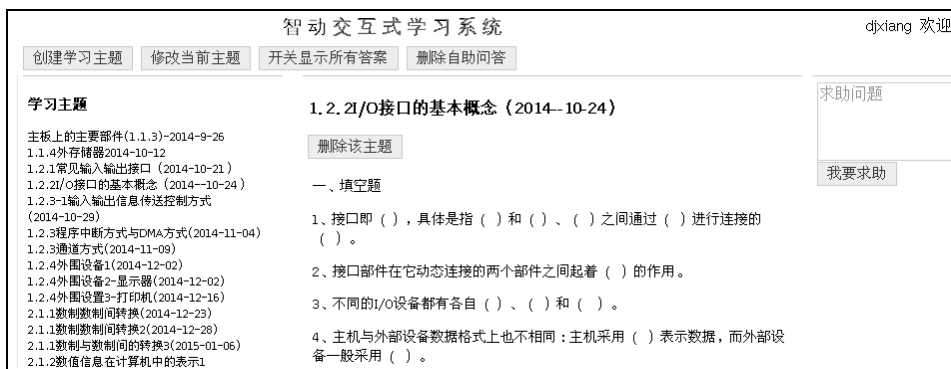 智动交互式学习系统
djxiang 欢迎
创建学习主题 修改当前主题 开关显示所有答案 删除自助问答
学习主题
主板上的主要部件(1.1.3)-2014-9-26
1.1.4外存储器2014-10-12
1.2.1常见输入输出接口（2014-10-21）
1.2.2I/O接口的基本概念（2014--10-24）
1.2.3-1输入输出信息传送控制方式
(2014-10-29)
1.2.3程序中断方式与DMA方式(2014-11-04)
1.2.3通道方式(2014-11-09)
1.2.4外围设备1(2014-12-02)
1.2.4外围设备2-显示器(2014-12-02)
1.2.4外围设置3-打印机(2014-12-16)
2.1.1数制数制间转换(2014-12-23)
2.1.1数制数制间转换2(2014-12-28)
2.1.1数制与数制间的转换3(2015-01-06)
2.1.2数值信息在计算机中的表示1
1.2.2I/O接口的基本概念（2014--10-24）
删除该主题
一、填空题
1、接口即（ ），具体是指（ ）和（ ）、（ ）之间通过（ ）进行连接的
（ ）。
2、接口部件在它动态连接的两个部件之间起着（ ）的作用。
3、不同的I/O设备都有各自（ ）、（ ）和（ ）。
4、主机与外部设备数据格式上也不相同：主机采用（ ）表示数据，而外部设
备一般采用（ ）。
求助问题
我要求助